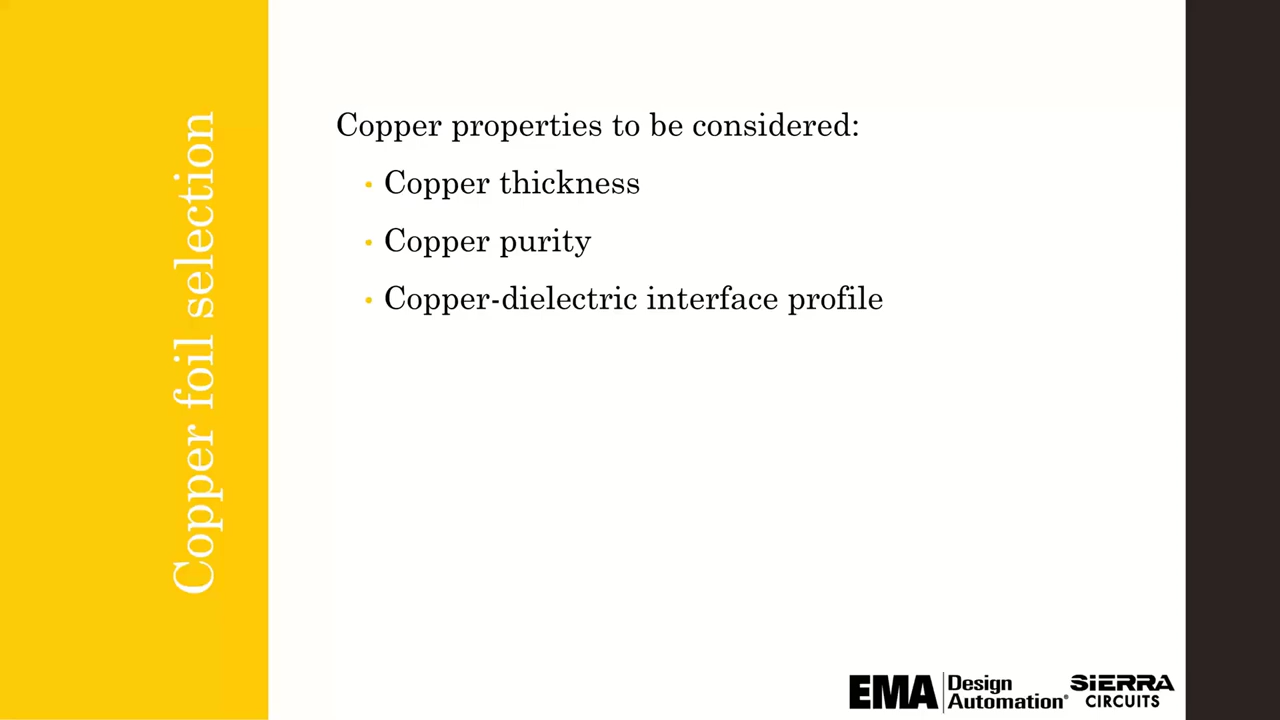 Copper foil selection
Copper properties to be considered:
• Copper thickness
• Copper purity
• Copper-dielectric interface profile
EMA Design Automation®
SIERRA CIRCUITS